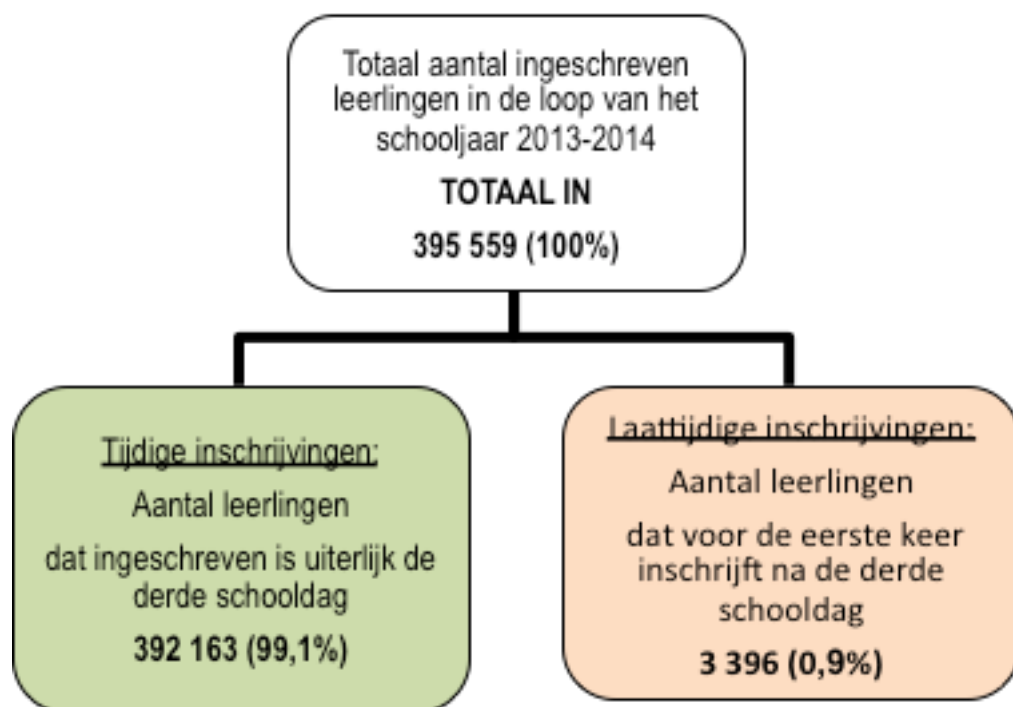 Totaal aantal ingeschreven
leerlingen in de loop van het
schooljaar 2013-2014
TOTAAL IN
395 559 (100%)
Tijdige inschrijvingen:
Aantal leerlingen
dat ingeschreven is uiterlijk de
derde schooldag
392 163 (99,1%)
Laattijdige inschrijvingen:
Aantal leerlingen
dat voor de eerste keer
inschrijft na de derde
schooldag
3 396 (0,9%)